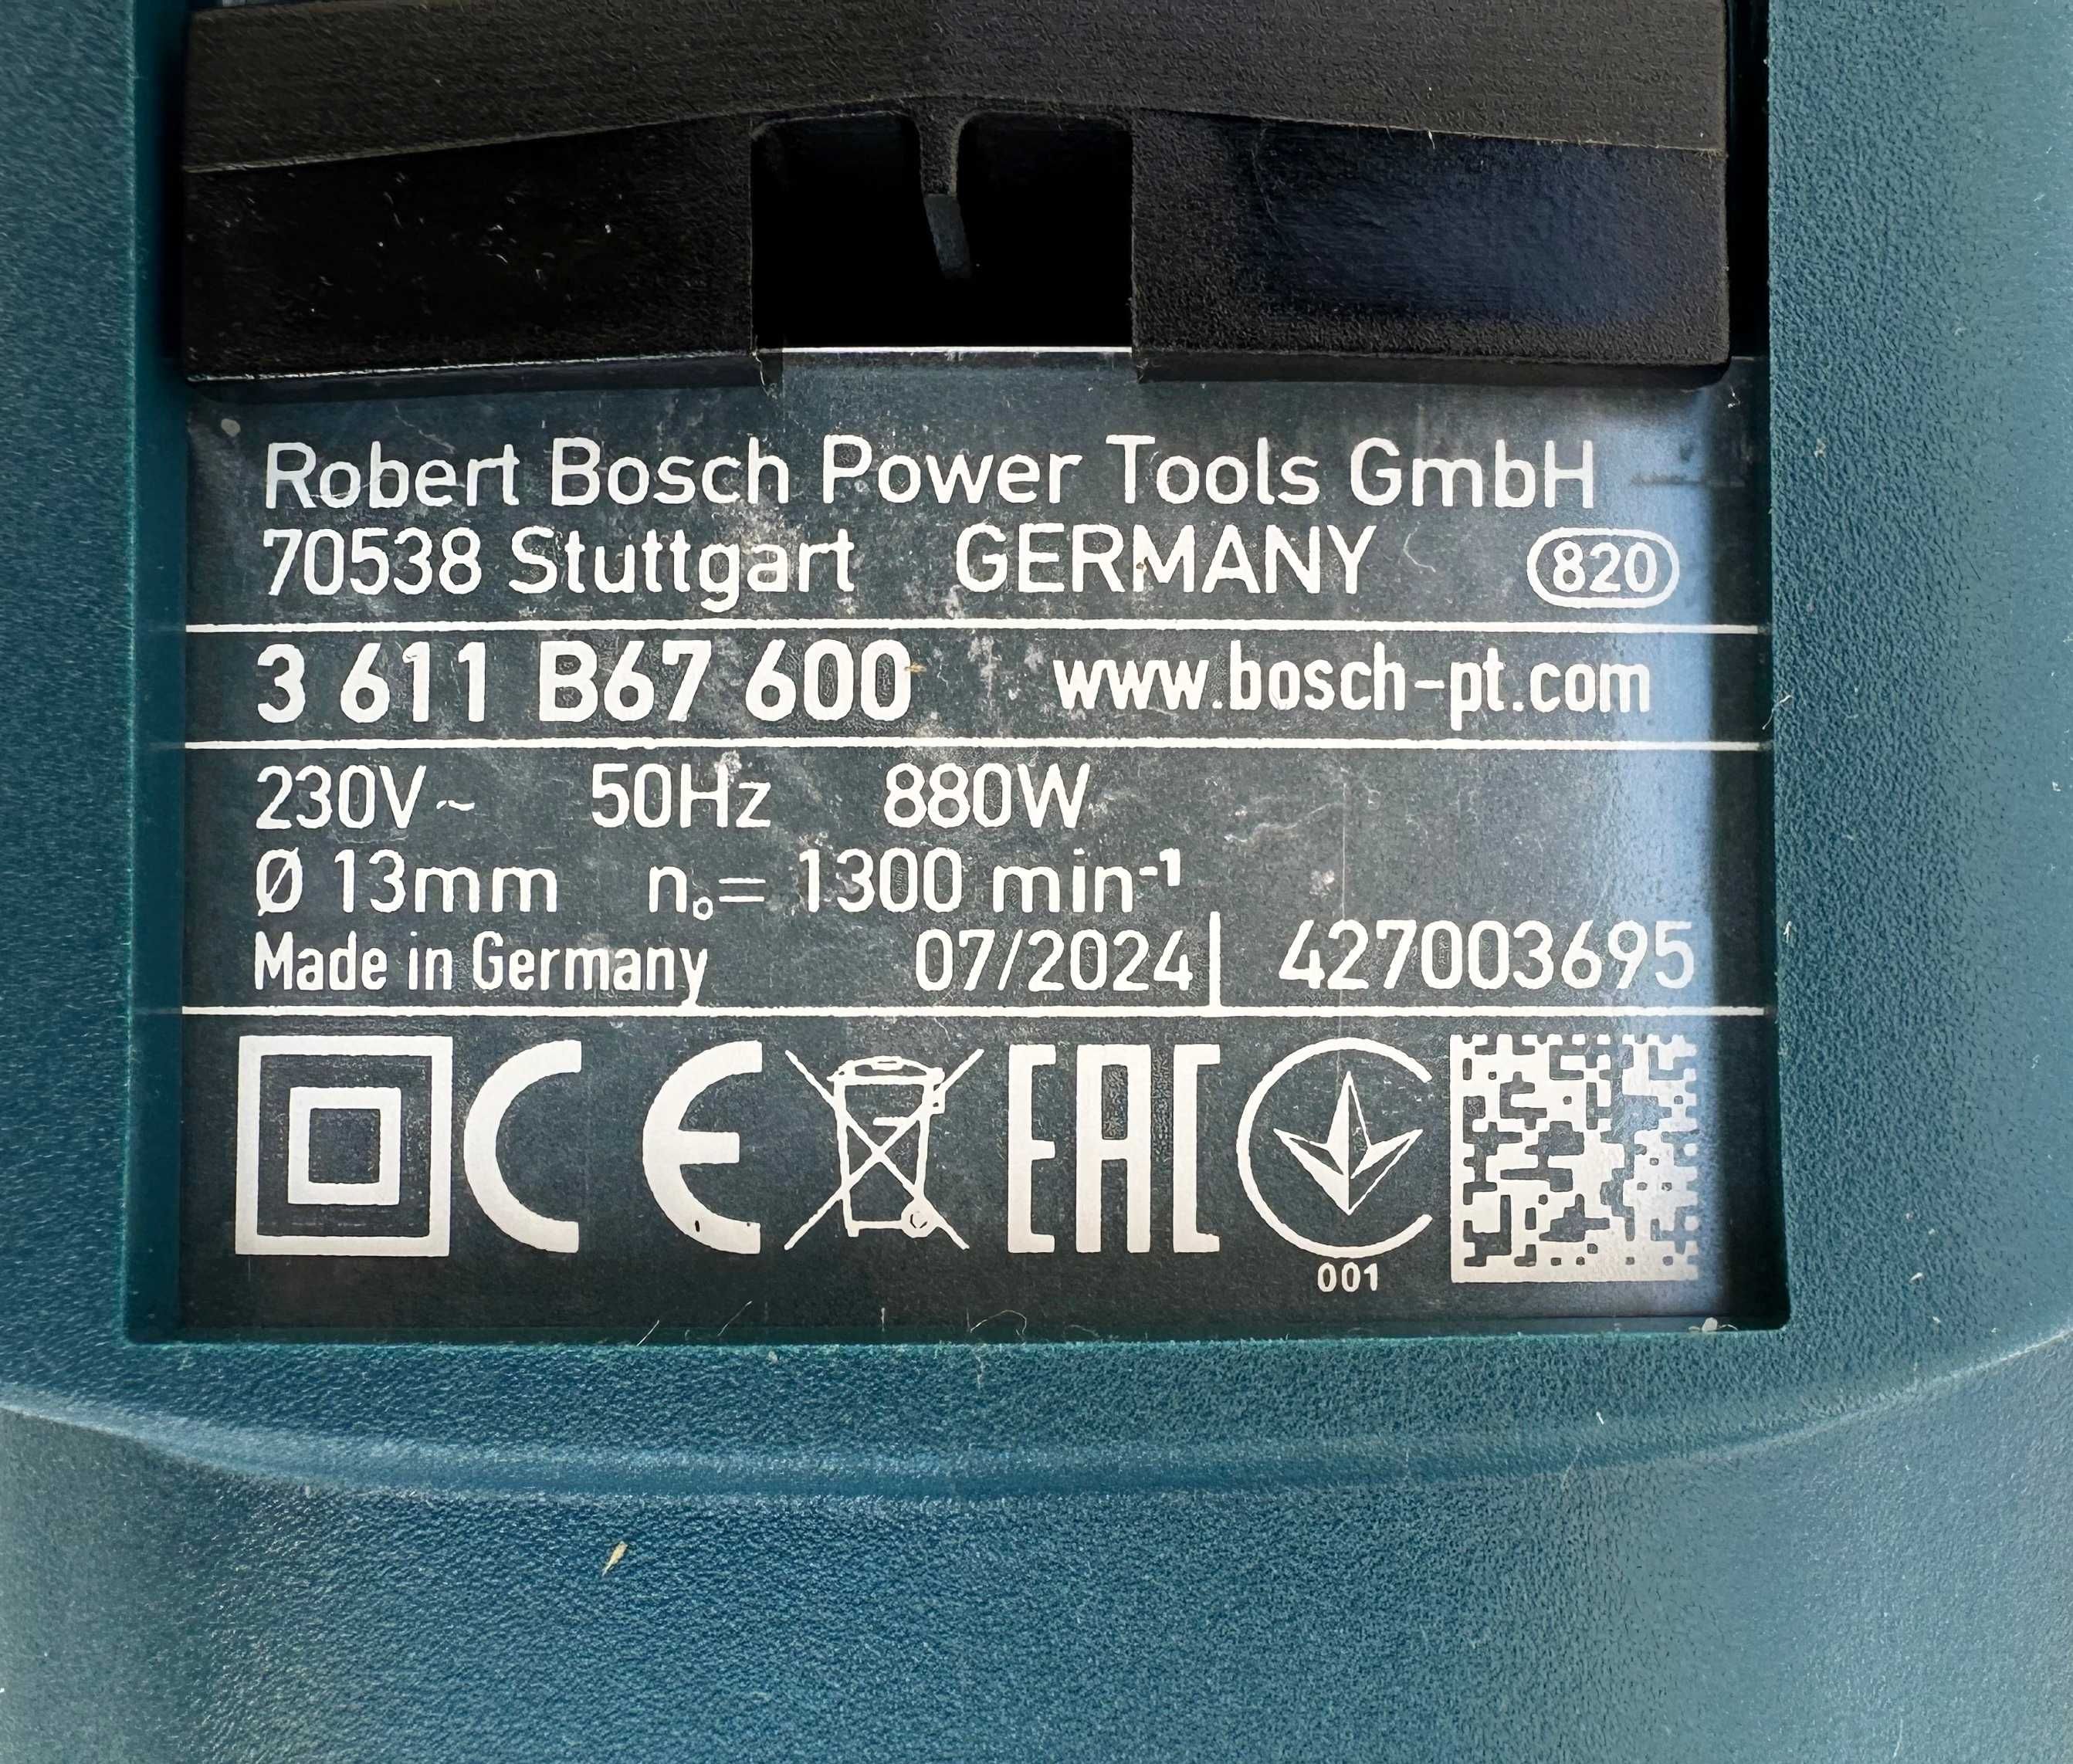 Robert Bosch Power Tools GmbH
70538 Stuttgart GERMANY 820
3 611 B67 600 www.bosch-pt.com
230V~ 50Hz 880W
Ø 13mm n₀= 1300 min⁻¹
Made in Germany 07/2024 | 427003695
CE EAC
001